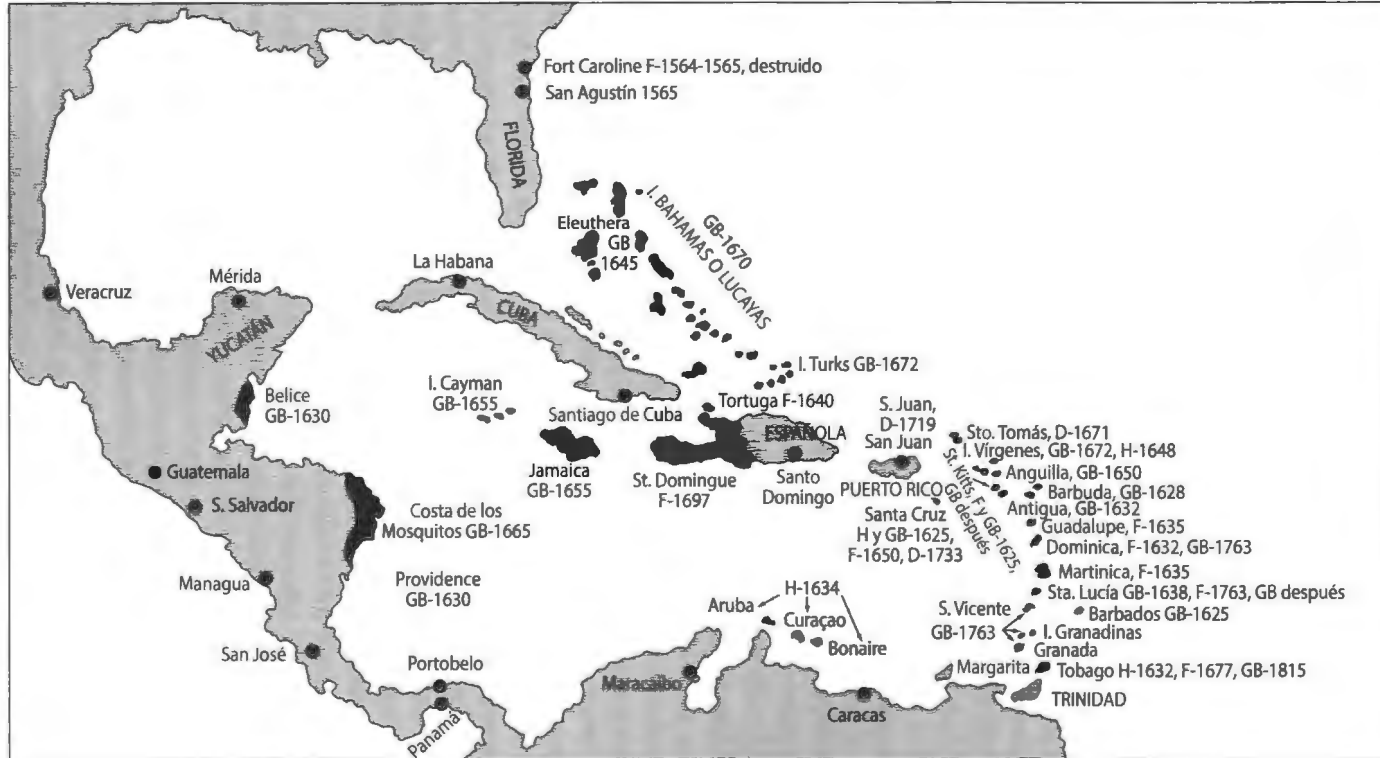 Fort Caroline F-1564-1565, destruido
San Agustín 1565
FLORIDA
Eleuthera
GB
1645
GB-1670
I. BAHAMAS O LUCAYAS
La Habana
CUBA
Mérida
Veracruz
YUCATÁN
I. Turks GB-1672
Belice
GB-1630
I. Cayman
GB-1655
Santiago de Cuba
Tortuga F-1640
ESPAÑOLA
S. Juan,
D-1719
San Juan
Sto. Tomás, D-1671
I. Vírgenes, GB-1672, H-1648
Anguilla, GB-1650
Barbuda, GB-1628
Antigua, GB-1632
Guadalupe, F-1635
Dominica, F-1632, GB-1763
Martinica, F-1635
Sta. Lucía GB-1638, F-1763, GB después
Barbados GB-1625
St. Kitts, F y GB-1625,
GB después
Guatemala
Jamaica
GB-1655
St. Domingue
F-1697
Santo
Domingo
PUERTO RICO
Santa Cruz
H y GB-1625,
F-1650, D-1733
S. Salvador
Costa de los
Mosquitos GB-1665
Managua
Providence
GB-1630
H-1634
Aruba
Curaçao
Bonaire
S. Vicente
GB-1763
I. Granadinas
Granada
San José
Portobelo
Panamá
Maracaibo
Caracas
Margarita
Tobago H-1632, F-1677, GB-1815
TRINIDAD